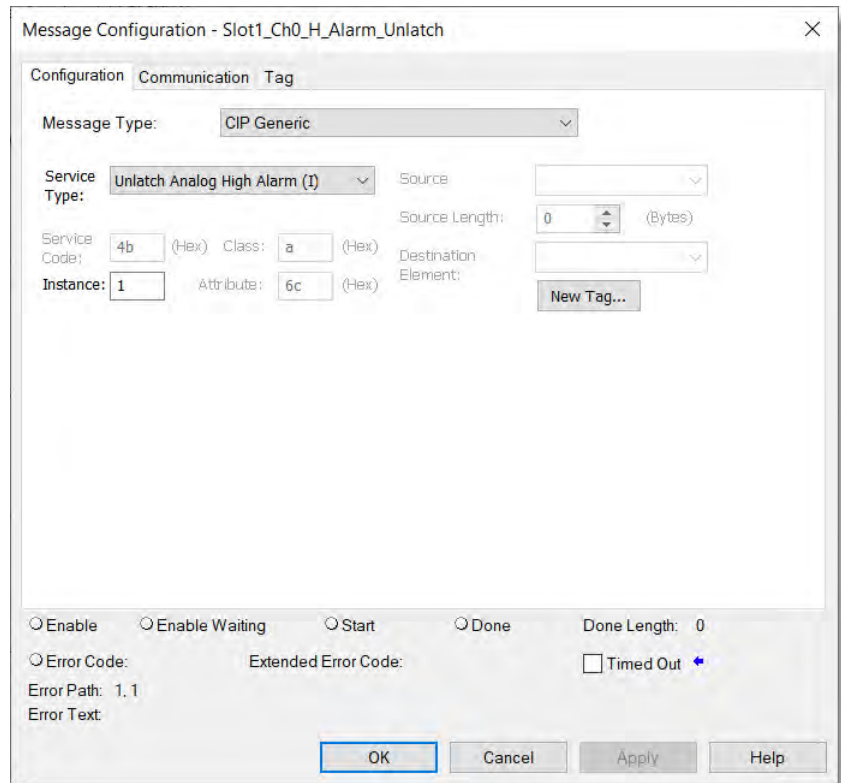 Message Configuration - Slot1_Ch0_H_Alarm_Unlatch
Configuration Communication Tag
Message Type: CIP Generic
Service Type: Unlatch Analog High Alarm (I)
Source
Source Length: 0 (Bytes)
Service Code: 4b (Hex) Class: a (Hex)
Destination Element:
Instance: 1 Attribute: 6c (Hex)
New Tag...
Enable Enable Waiting Start Done Done Length: 0
Error Code: Extended Error Code: Timed Out
Error Path: 1, 1
Error Text:
OK Cancel Apply Help